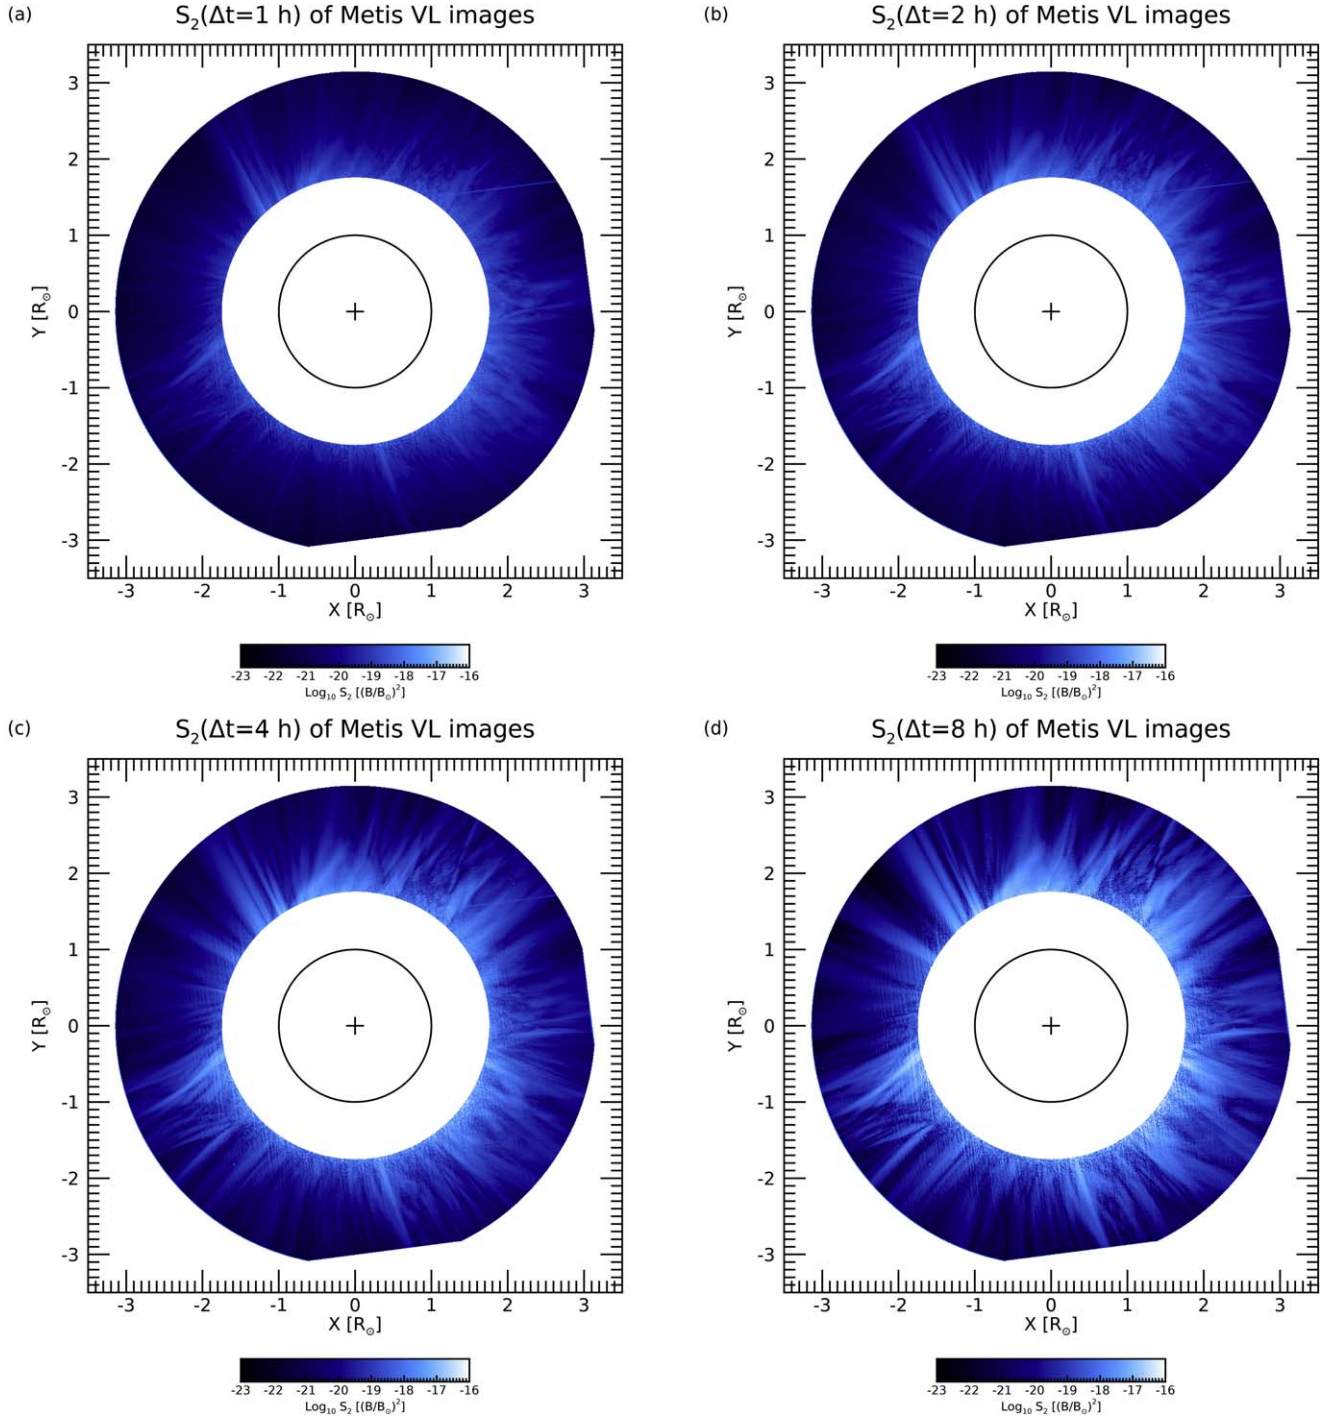 (a) S₂(Δt=1 h) of Metis VL images
3
2
1
0
-1
-2
-3
Y [R☉]
-3 -2 -1 0 1 2 3
X [R☉]
-23 -22 -21 -20 -19 -18 -17 -16
Log₁₀ S₂ [(B/B☉)²]
(b) S₂(Δt=2 h) of Metis VL images
3
2
1
0
-1
-2
-3
Y [R☉]
-3 -2 -1 0 1 2 3
X [R☉]
-23 -22 -21 -20 -19 -18 -17 -16
Log₁₀ S₂ [(B/B☉)²]
(c) S₂(Δt=4 h) of Metis VL images
3
2
1
0
-1
-2
-3
Y [R☉]
-3 -2 -1 0 1 2 3
X [R☉]
-23 -22 -21 -20 -19 -18 -17 -16
Log₁₀ S₂ [(B/B☉)²]
(d) S₂(Δt=8 h) of Metis VL images
3
2
1
0
-1
-2
-3
Y [R☉]
-3 -2 -1 0 1 2 3
X [R☉]
-23 -22 -21 -20 -19 -18 -17 -16
Log₁₀ S₂ [(B/B☉)²]